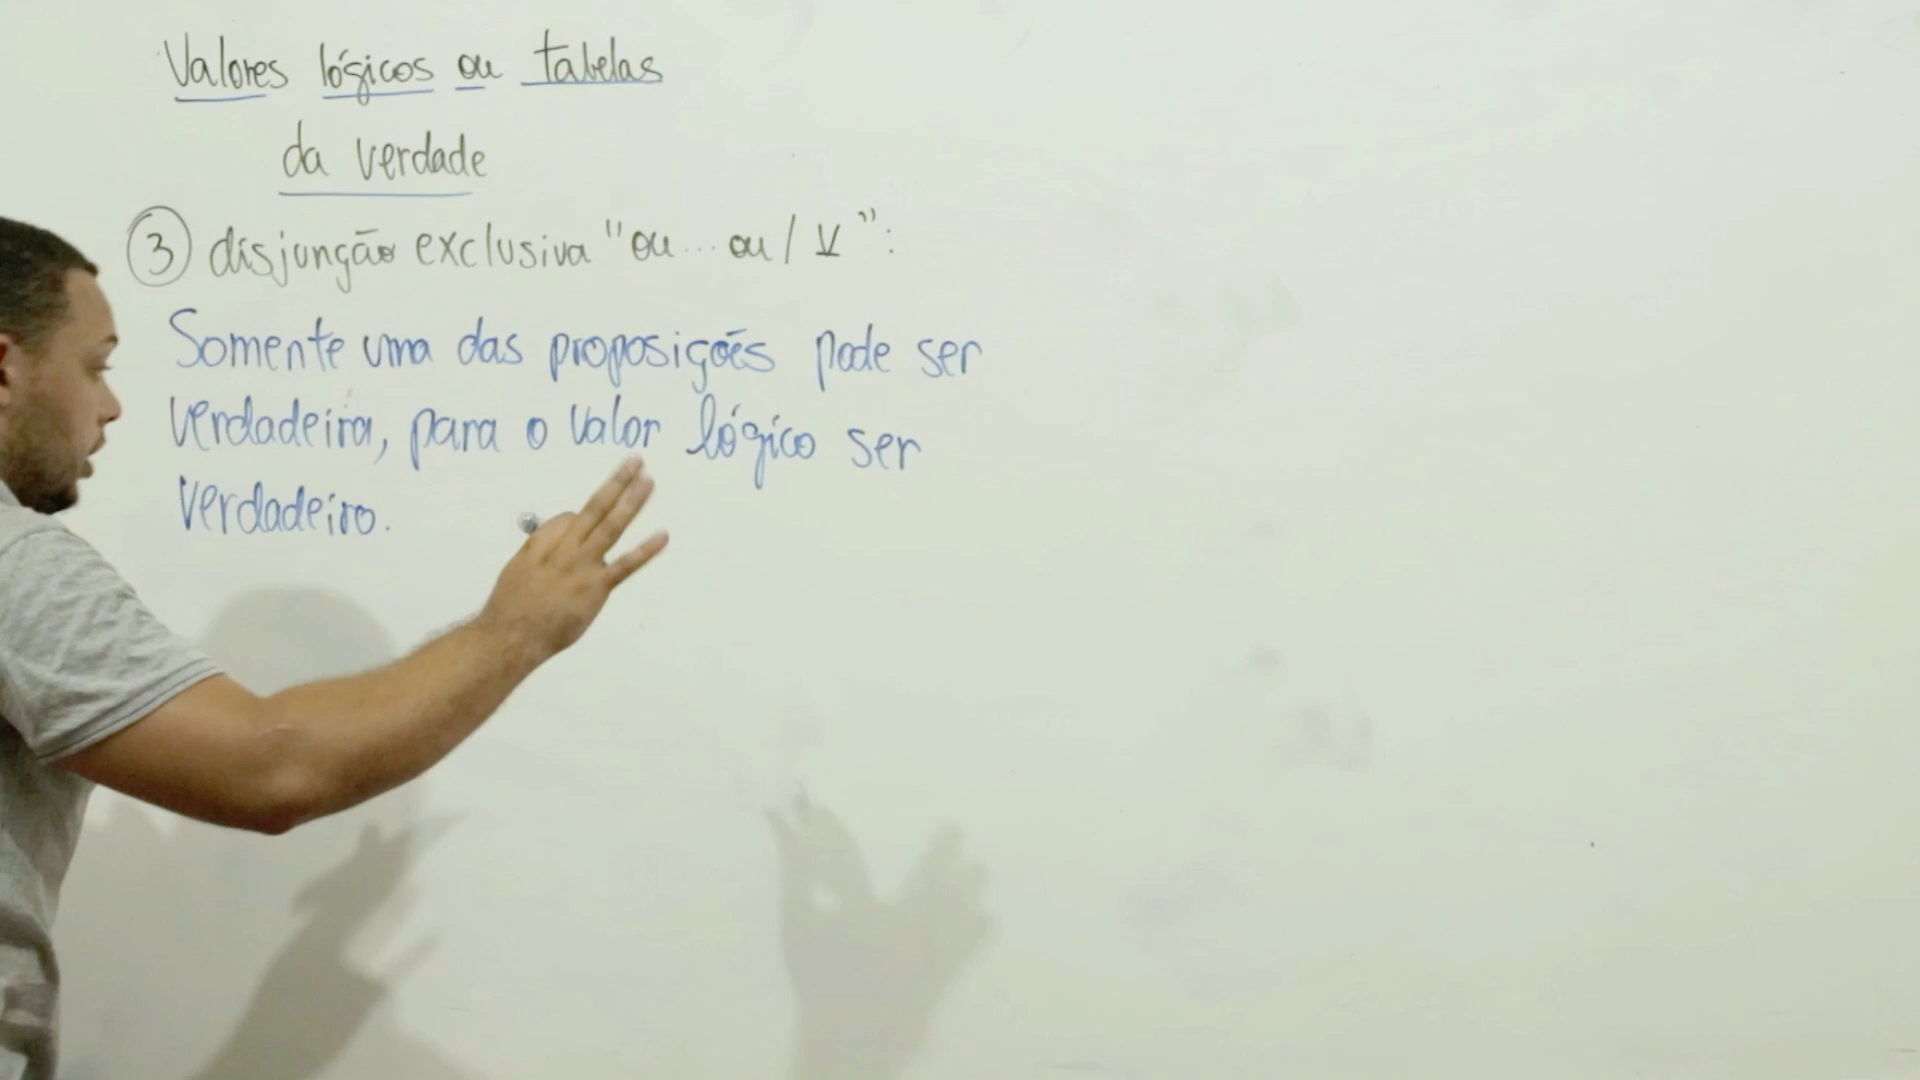 Valores lógicos ou tabelas
da verdade
3 disjunção exclusiva "ou... ou / ⊻":
Somente uma das proposições pode ser
verdadeira, para o valor lógico ser
verdadeiro.